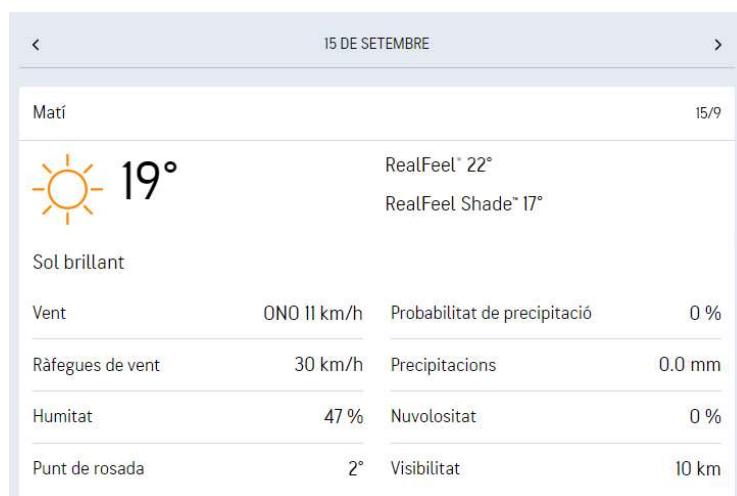 15 DE SETEMBRE
Matí 15/9
19°
RealFeel® 22°
RealFeel Shade™ 17°
Sol brillant
Vent ONO 11 km/h Probabilitat de precipitació 0 %
Ràfegues de vent 30 km/h Precipitacions 0.0 mm
Humitat 47 % Nuvolositat 0 %
Punt de rosada 2° Visibilitat 10 km